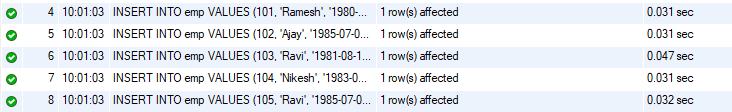 4 10:01:03 INSERT INTO emp VALUES (101, 'Ramesh', '1980-... 1 row(s) affected 0.031 sec
5 10:01:03 INSERT INTO emp VALUES (102, 'Ajay', '1985-07-0... 1 row(s) affected 0.031 sec
6 10:01:03 INSERT INTO emp VALUES (103, 'Ravi', '1981-08-1... 1 row(s) affected 0.047 sec
7 10:01:03 INSERT INTO emp VALUES (104, 'Nikesh', '1983-0... 1 row(s) affected 0.031 sec
8 10:01:03 INSERT INTO emp VALUES (105, 'Ravi', '1985-07-0... 1 row(s) affected 0.032 sec